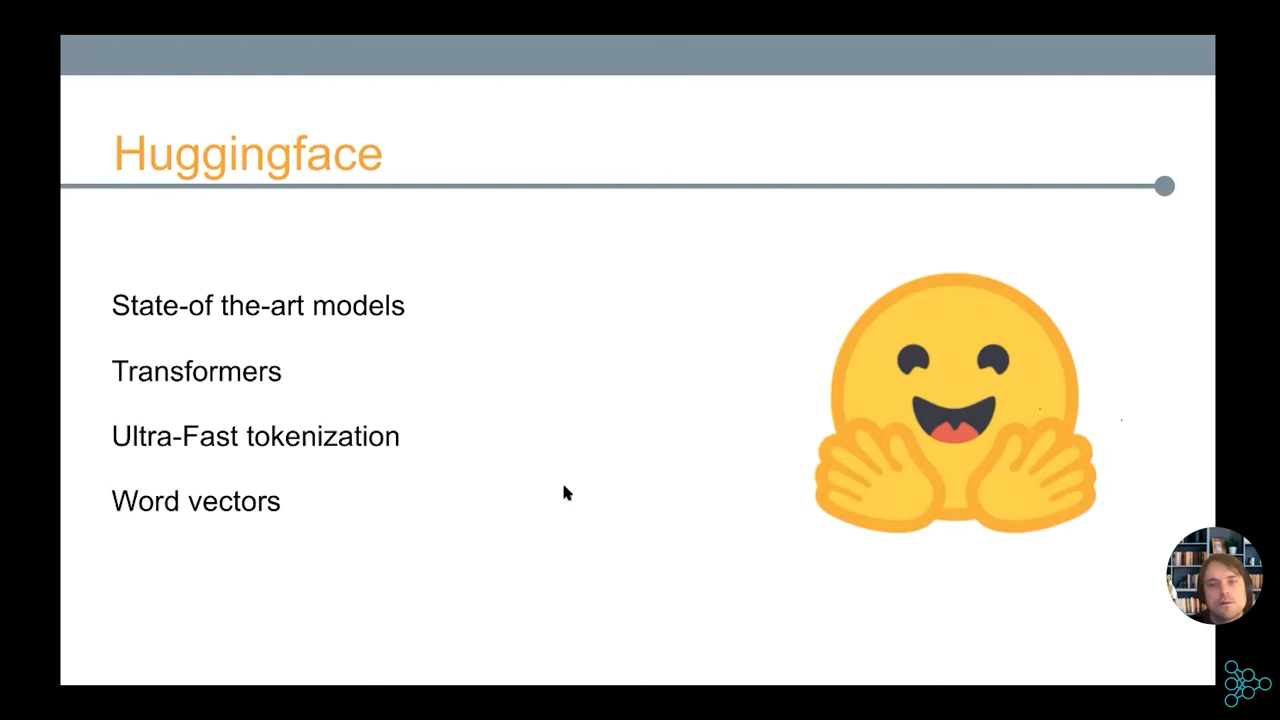 Huggingface
State-of the-art models
Transformers
Ultra-Fast tokenization
Word vectors